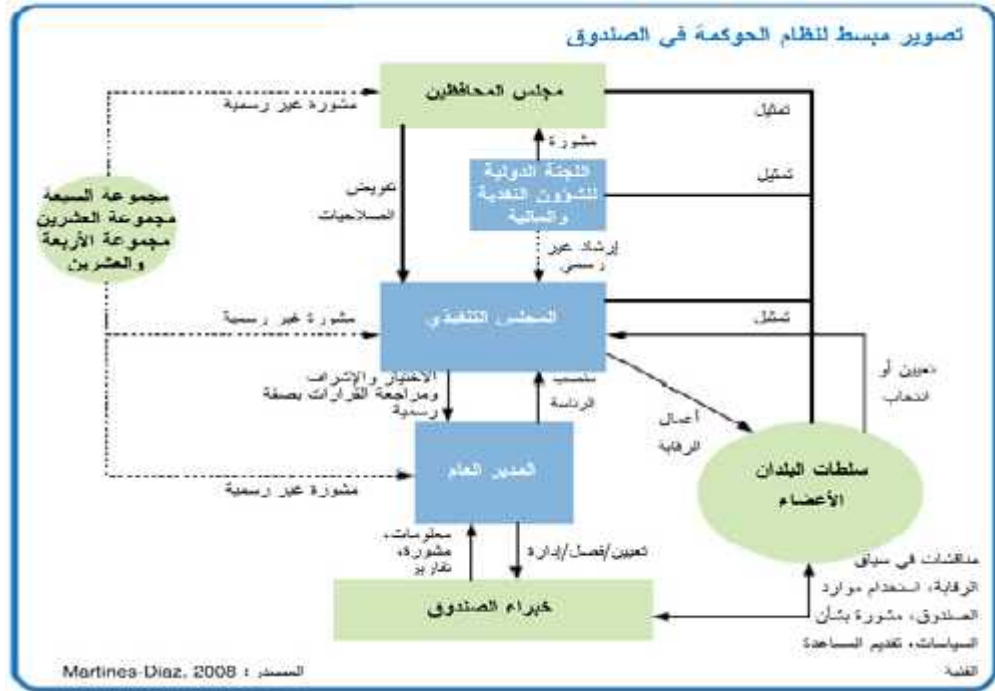 تصوير مبسط لنظام الحوكمة في الصندوق
مجلس المحافظين
مشورة غير رسمية
تمثيل
مشورة
اللجنة الدولية
للشؤون النقدية
والمالية
تمثيل
تفويض
الصلاحيات
مجموعة السبعة
مجموعة العشرين
مجموعة الأربعة
والعشرين
إرشاد غير
رسمي
المجلس التنفيذي
مشورة غير رسمية
تمثيل
تعيين أو
انتخاب
الاختيار والإشراف
ومراجعة القرارات بصفة
رسمية
منصب
الرئاسة
أعمال
الرقابة
المدير العام
سلطات البلدان
الأعضاء
مشورة غير رسمية
معلومات،
مشورة،
تقارير
تعيين/فصل/إدارة
خبراء الصندوق
مناقشات في سياق
الرقابة، استخدام موارد
الصندوق، مشورة بشأن
السياسات، تقديم المساعدة
الفنية
المصدر: Martines-Diaz, 2008